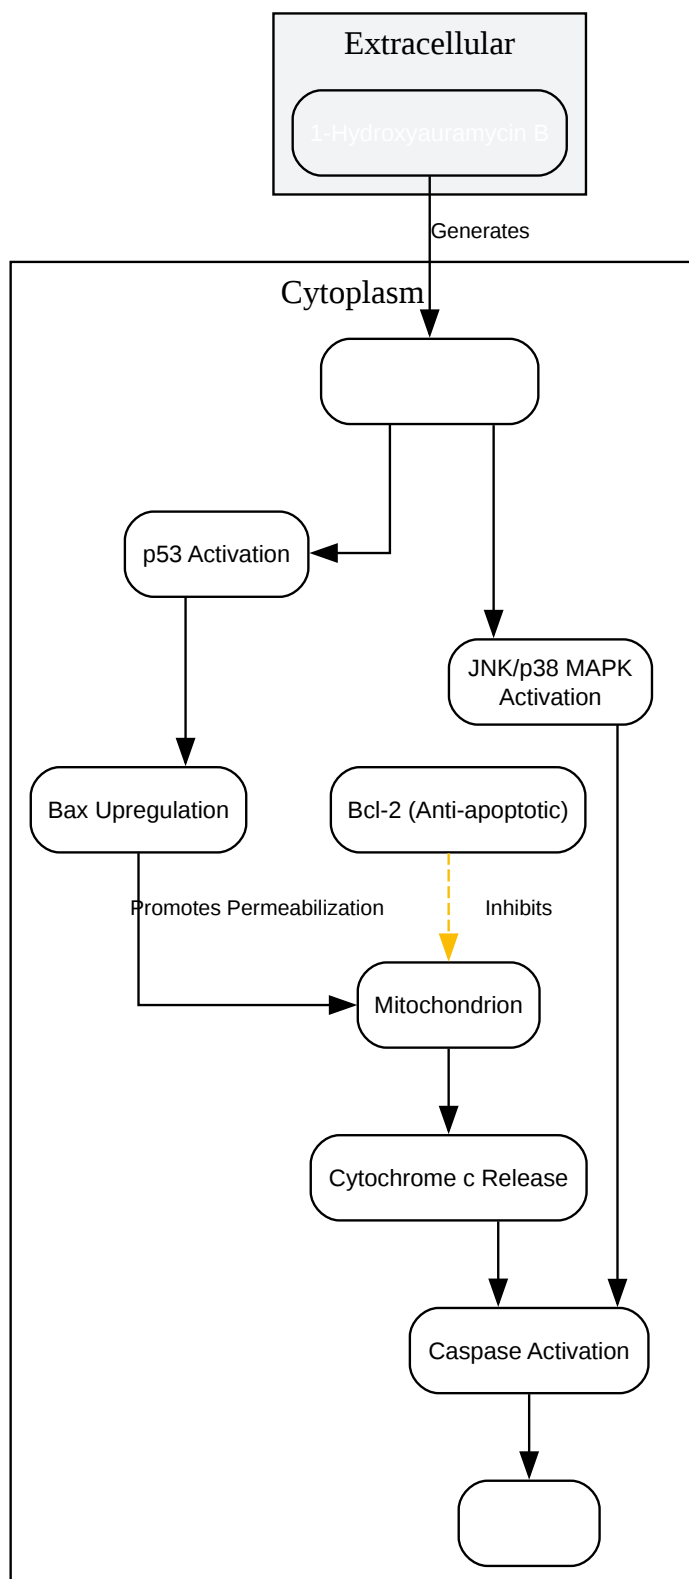 Extracellular
1-Hydroxyauramycin B
Generates
Cytoplasm
p53 Activation
JNK/p38 MAPK
Activation
Bax Upregulation
Bcl-2 (Anti-apoptotic)
Promotes Permeabilization
Inhibits
Mitochondrion
Cytochrome c Release
Caspase Activation